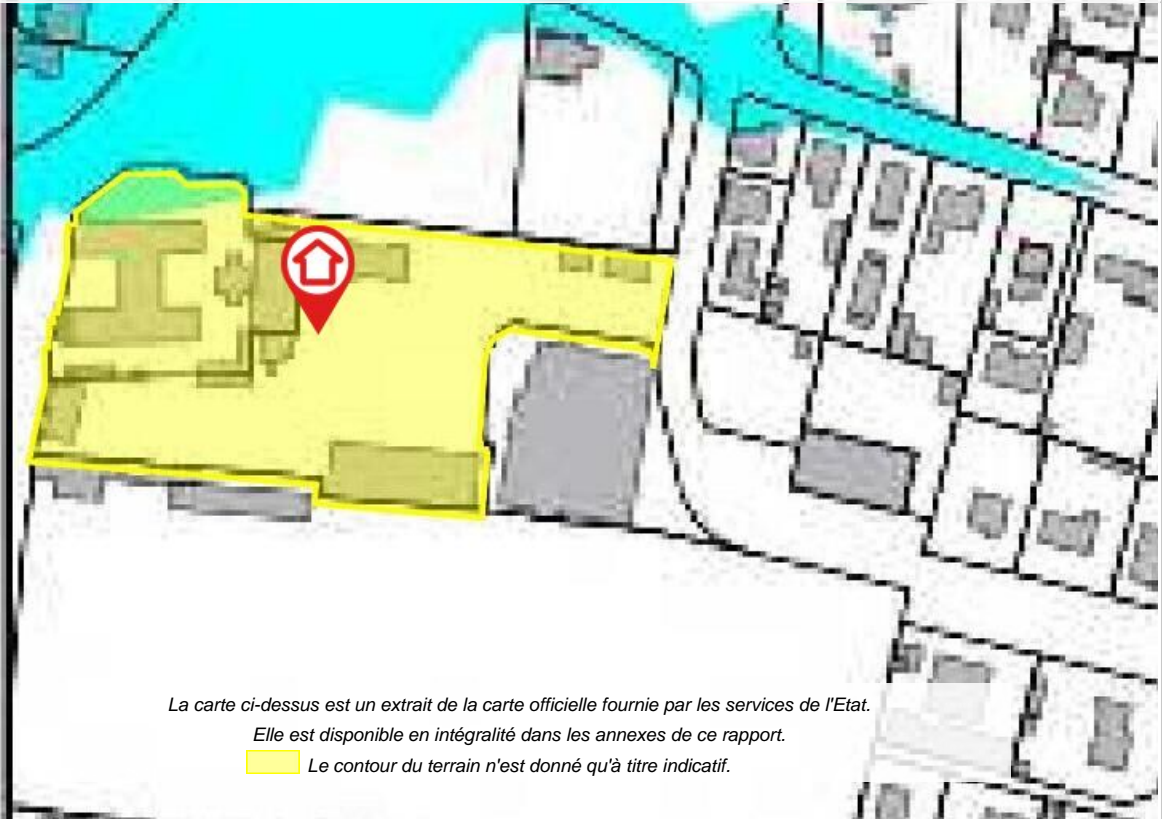 La carte ci-dessus est un extrait de la carte officielle fournie par les services de l'Etat.
Elle est disponible en intégralité dans les annexes de ce rapport.
Le contour du terrain n'est donné qu'à titre indicatif.